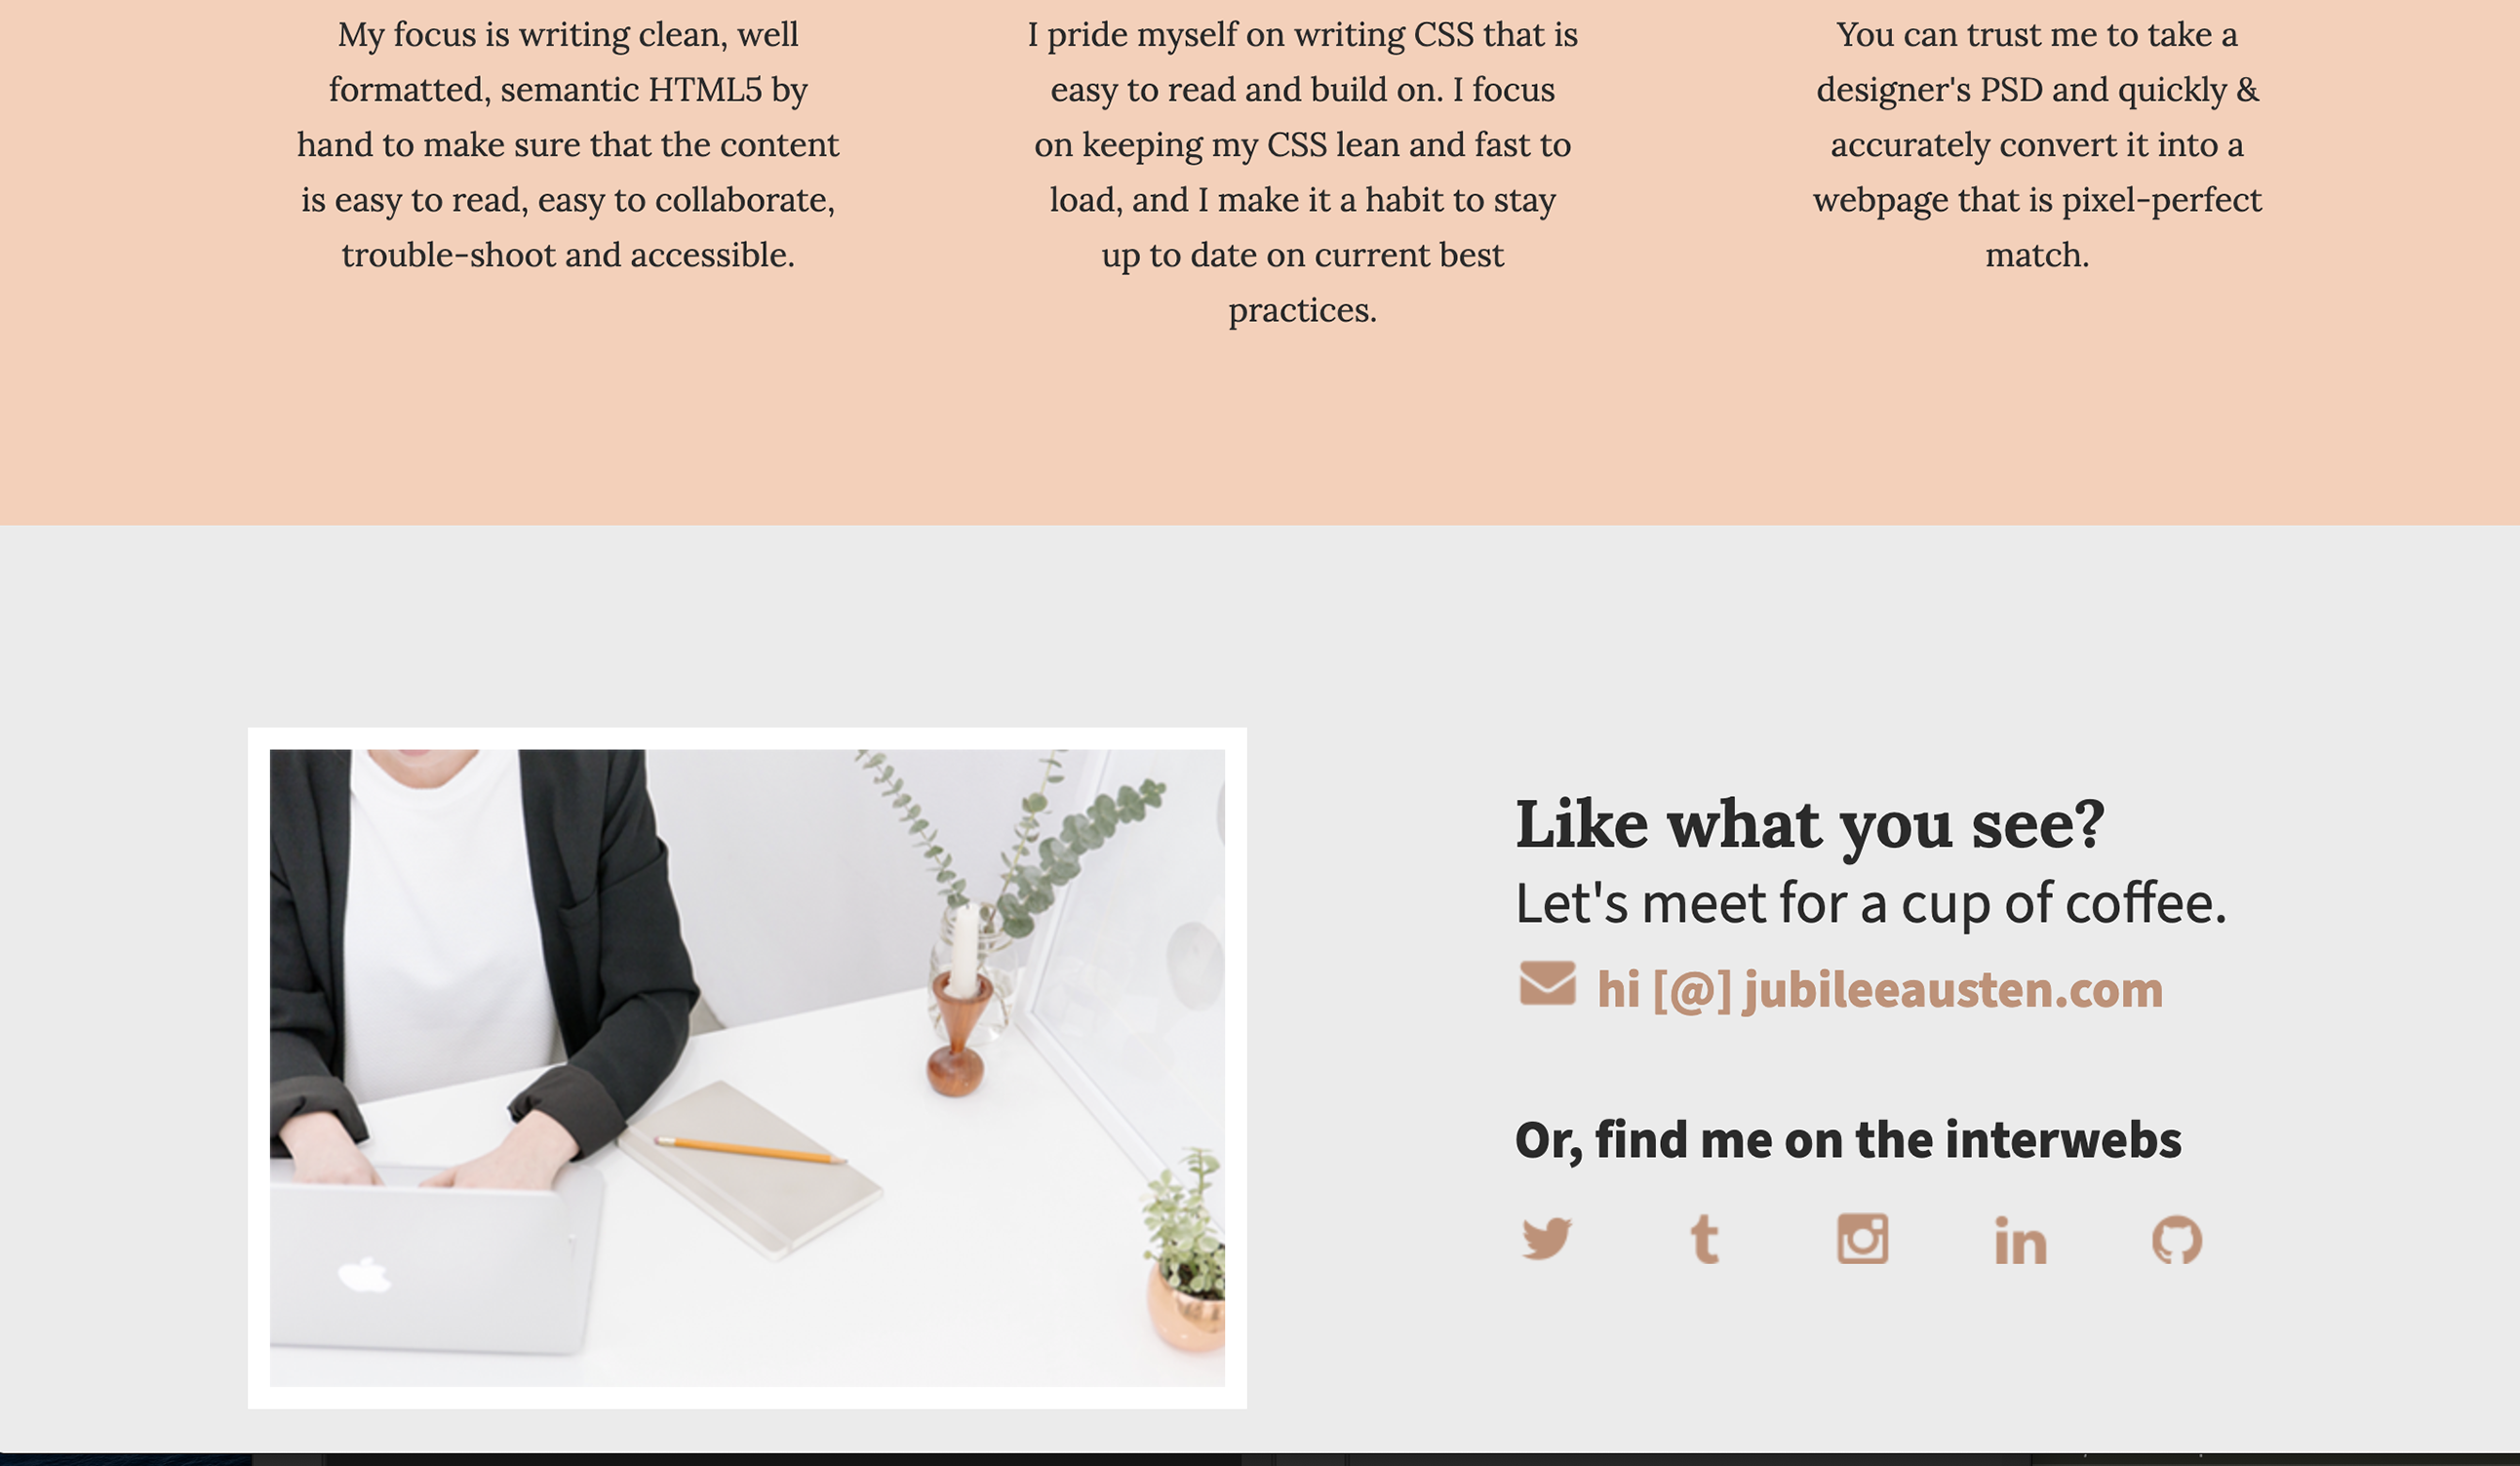 My focus is writing clean, well
formatted, semantic HTML5 by
hand to make sure that the content
is easy to read, easy to collaborate,
trouble-shoot and accessible.
I pride myself on writing CSS that is
easy to read and build on. I focus
on keeping my CSS lean and fast to
load, and I make it a habit to stay
up to date on current best
practices.
You can trust me to take a
designer's PSD and quickly &
accurately convert it into a
webpage that is pixel-perfect
match.
Like what you see?
Let's meet for a cup of coffee.
hi [@] jubileeausten.com
Or, find me on the interwebs